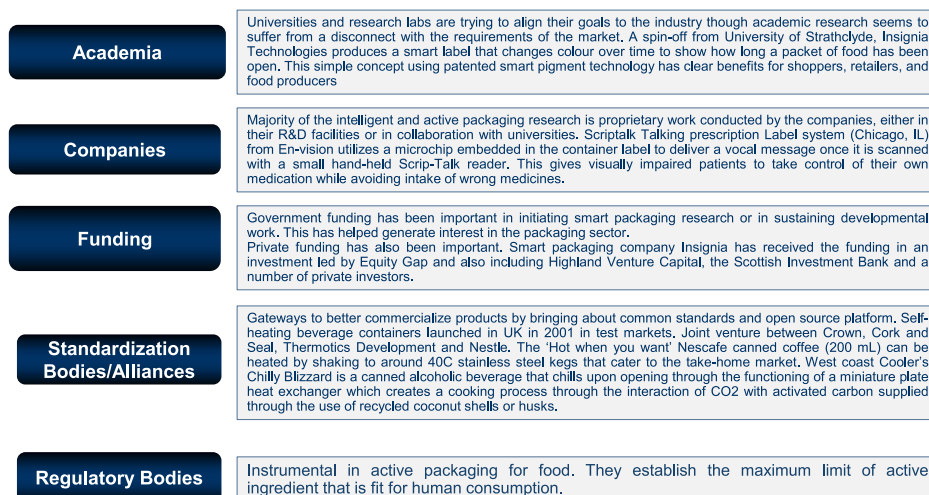 Academia
Universities and research labs are trying to align their goals to the industry though academic research seems to
suffer from a disconnect with the requirements of the market. A spin-off from University of Strathclyde, Insignia
Technologies produces a smart label that changes colour over time to show how long a packet of food has been
open. This simple concept using patented smart pigment technology has clear benefits for shoppers, retailers, and
food producers
Companies
Majority of the intelligent and active packaging research is proprietary work conducted by the companies, either in
their R&D facilities or in collaboration with universities. Scriptalk Talking prescription Label system (Chicago, IL)
from En-vision utilizes a microchip embedded in the container label to deliver a vocal message once it is scanned
with a small hand-held Scrip-Talk reader. This gives visually impaired patients to take control of their own
medication while avoiding intake of wrong medicines.
Funding
Government funding has been important in initiating smart packaging research or in sustaining developmental
work. This has helped generate interest in the packaging sector.
Private funding has also been important. Smart packaging company Insignia has received the funding in an
investment led by Equity Gap and also including Highland Venture Capital, the Scottish Investment Bank and a
number of private investors.
Standardization
Bodies/Alliances
Gateways to better commercialize products by bringing about common standards and open source platform. Self-
heating beverage containers launched in UK in 2001 in test markets. Joint venture between Crown, Cork and
Seal, Thermotics Development and Nestle. The ‘Hot when you want’ Nescafe canned coffee (200 mL) can be
heated by shaking to around 40C stainless steel kegs that cater to the take-home market. West coast Cooler’s
Chilly Blizzard is a canned alcoholic beverage that chills upon opening through the functioning of a miniature plate
heat exchanger which creates a cooking process through the interaction of CO2 with activated carbon supplied
through the use of recycled coconut shells or husks.
Regulatory Bodies
Instrumental in active packaging for food. They establish the maximum limit of active
ingredient that is fit for human consumption.